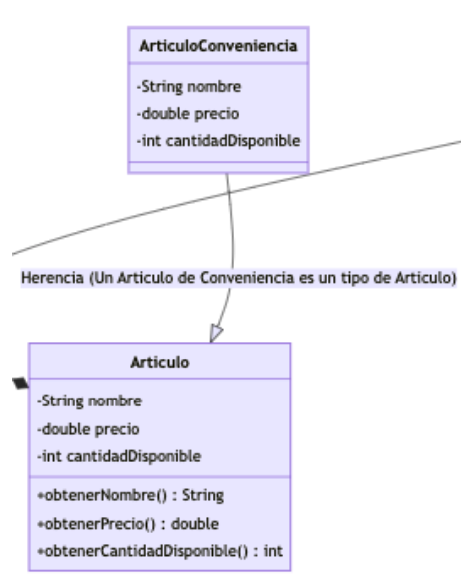 ArticuloConveniencia
-String nombre
-double precio
-int cantidadDisponible
Herencia (Un Articulo de Conveniencia es un tipo de Articulo)
Articulo
-String nombre
-double precio
-int cantidadDisponible
+obtenerNombre() : String
+obtenerPrecio() : double
+obtenerCantidadDisponible() : int